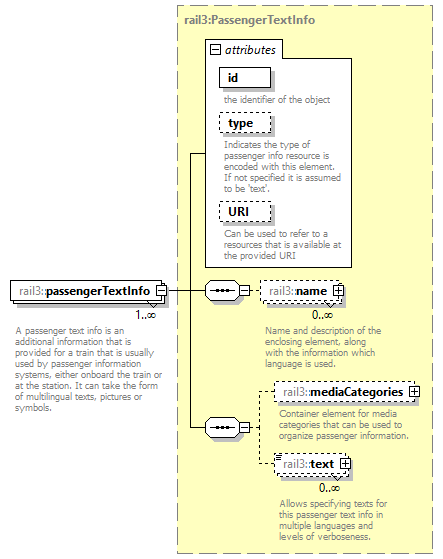 rail3:PassengerTextInfo
attributes
id
the identifier of the object
type
Indicates the type of
passenger info resource is
encoded with this element.
If not specified it is assumed
to be 'text'.
URI
Can be used to refer to a
resources that is available at
the provided URI
rail3:passengerTextInfo
1..∞
A passenger text info is an
additional information that is
provided for a train that is usually
used by passenger information
systems, either onboard the train or
at the station. It can take the form
of multilingual texts, pictures or
symbols.
rail3:name
0..∞
Name and description of the
enclosing element, along
with the information which
language is used.
rail3:mediaCategories
Container element for media
categories that can be used to
organize passenger information.
rail3:text
0..∞
Allows specifying texts for
this passenger text info in
multiple languages and
levels of verboseness.